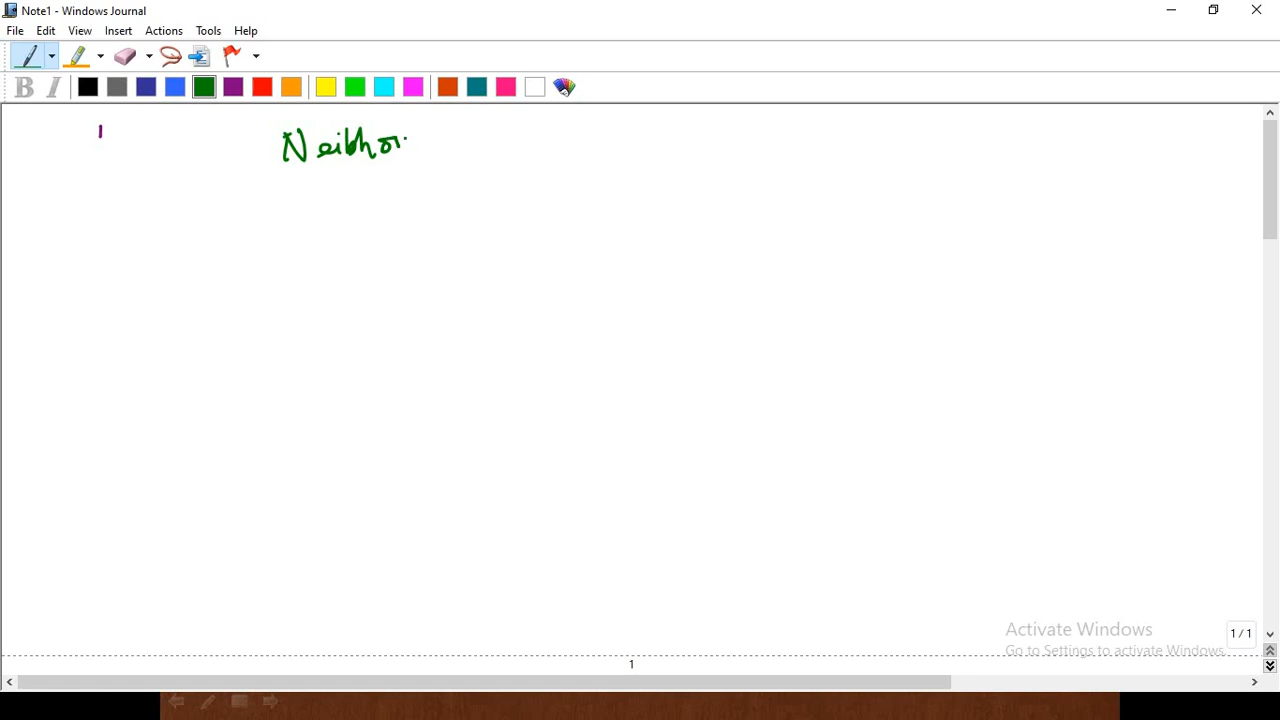 Note1 - Windows Journal
File Edit View Insert Actions Tools Help
B I
Neibhor
Activate Windows
1 / 1
Go to Settings to activate Windows.
1